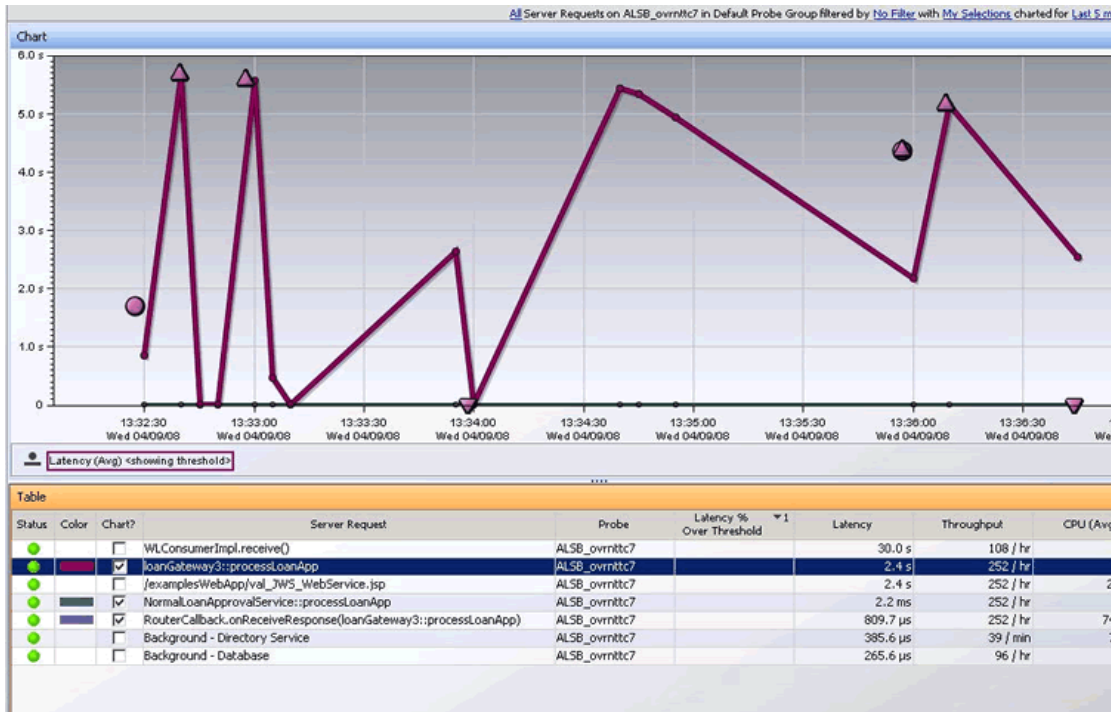 All Server Requests on ALSB_ovrnttc7 in Default Probe Group filtered by No Filter with My Selections charted for Last 5 m
Chart
6.0 s
5.0 s
4.0 s
3.0 s
2.0 s
1.0 s
0
13:32:30 13:33:00 13:33:30 13:34:00 13:34:30 13:35:00 13:35:30 13:36:00 13:36:30
Wed 04/09/08 Wed 04/09/08 Wed 04/09/08 Wed 04/09/08 Wed 04/09/08 Wed 04/09/08 Wed 04/09/08 Wed 04/09/08 Wed 04/09/08 We
Latency (Avg) <showing threshold>
Table
Status Color Chart? Server Request Probe Latency % Over Threshold 1 Latency Throughput CPU (Avg
WLConsumerImpl.receive() ALSB_ovrnttc7 30.0 s 108 / hr
loanGateway3::processLoanApp ALSB_ovrnttc7 2.4 s 252 / hr
/examplesWebApp/val_JWS_WebService.jsp ALSB_ovrnttc7 2.4 s 252 / hr 2
NormalLoanApprovalService::processLoanApp ALSB_ovrnttc7 2.2 ms 252 / hr
RouterCallback.onReceiveResponse(loanGateway3::processLoanApp) ALSB_ovrnttc7 809.7 µs 252 / hr 74
Background - Directory Service ALSB_ovrnttc7 385.6 µs 39 / min
Background - Database ALSB_ovrnttc7 265.6 µs 96 / hr